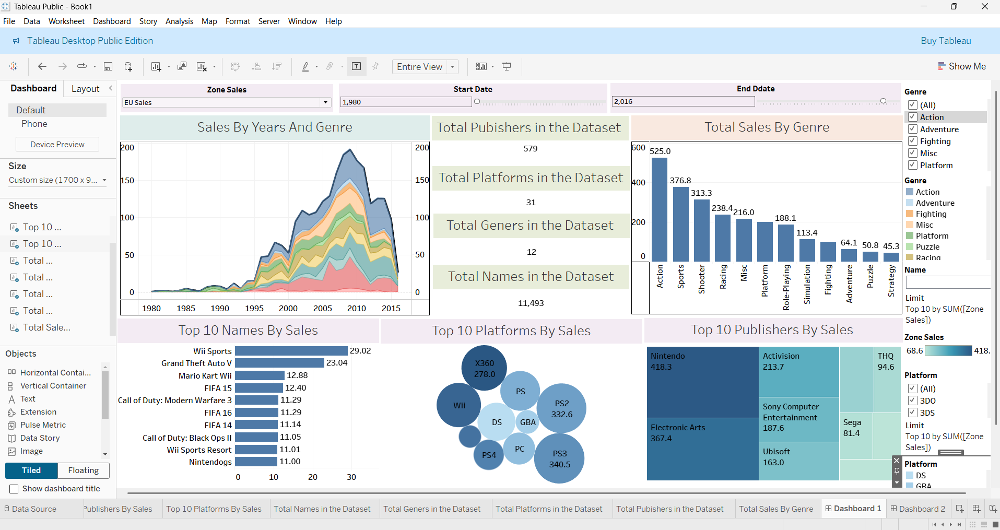 Tableau Public - Book1
File Data Worksheet Dashboard Story Analysis Map Format Server Window Help
Tableau Desktop Public Edition
Buy Tableau
Entire View
Show Me
Dashboard
Layout
Default
Phone
Device Preview
Size
Custom size (1700 x 9...
Sheets
Top 10 ...
Top 10 ...
Total ...
Total ...
Total ...
Total ...
Total Sale...
Objects
Horizontal Contai...
Vertical Container
Text
Extension
Pulse Metric
Data Story
Image
Tiled
Floating
Show dashboard title
Zone Sales
EU Sales
Start Date
1,980
End Ddate
2,016
Sales By Years And Genre
200
150
100
50
0
200
150
100
50
0
1980 1985 1990 1995 2000 2005 2010 2015
Total Pubishers in the Dataset
579
Total Platforms in the Dataset
31
Total Geners in the Dataset
12
Total Names in the Dataset
11,493
Total Sales By Genre
600
400
200
0
525.0
376.8
313.3
238.4
216.0
188.1
113.4
64.1
50.8
45.3
Action
Sports
Shooter
Racing
Misc
Platform
Role-Playing
Simulation
Fighting
Adventure
Puzzle
Strategy
Top 10 Names By Sales
Wii Sports 29.02
Grand Theft Auto V 23.04
Mario Kart Wii 12.88
FIFA 15 12.40
Call of Duty: Modern Warfare 3 11.29
FIFA 16 11.29
FIFA 14 11.14
Call of Duty: Black Ops II 11.05
Wii Sports Resort 11.01
Nintendogs 11.00
0 10 20 30
Top 10 Platforms By Sales
X360
278.0
PS
Wii
PS2
332.6
DS
GBA
PC
PS4
PS3
340.5
Top 10 Publishers By Sales
Nintendo
418.3
Electronic Arts
367.4
Activision
213.7
Sony Computer
Entertainment
187.6
Ubisoft
163.0
THQ
94.6
Sega
81.4
Genre
(All)
Action
Adventure
Fighting
Misc
Platform
Genre
Action
Adventure
Fighting
Misc
Platform
Puzzle
Racing
Name
Limit
Top 10 by SUM([Zone
Sales])
Zone Sales
68.6
418.
Platform
(All)
3DO
3DS
Limit
Top 10 by SUM([Zone
Sales])
Platform
DS
GBA
Data Source
Publishers By Sales
Top 10 Platforms By Sales
Total Names in the Dataset
Total Geners in the Dataset
Total Platforms in the Dataset
Total Pubishers in the Dataset
Total Sales By Genre
Dashboard 1
Dashboard 2